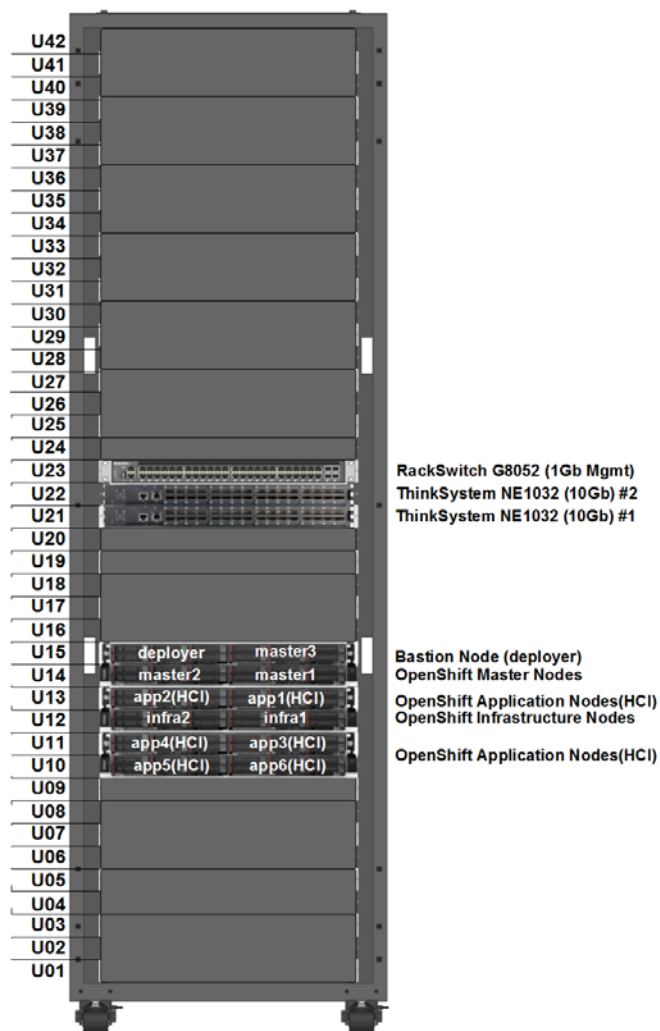 U42
U41
U40
U39
U38
U37
U36
U35
U34
U33
U32
U31
U30
U29
U28
U27
U26
U25
U24
U23 RackSwitch G8052 (1Gb Mgmt)
U22 ThinkSystem NE1032 (10Gb) #2
U21 ThinkSystem NE1032 (10Gb) #1
U20
U19
U18
U17
U16
U15 deployer master3 Bastion Node (deployer)
U14 master2 master1 OpenShift Master Nodes
U13 app2(HCI) app1(HCI) OpenShift Application Nodes(HCI)
U12 infra2 infra1 OpenShift Infrastructure Nodes
U11 app4(HCI) app3(HCI)
OpenShift Application Nodes(HCI)
U10 app5(HCI) app6(HCI)
U09
U08
U07
U06
U05
U04
U03
U02
U01